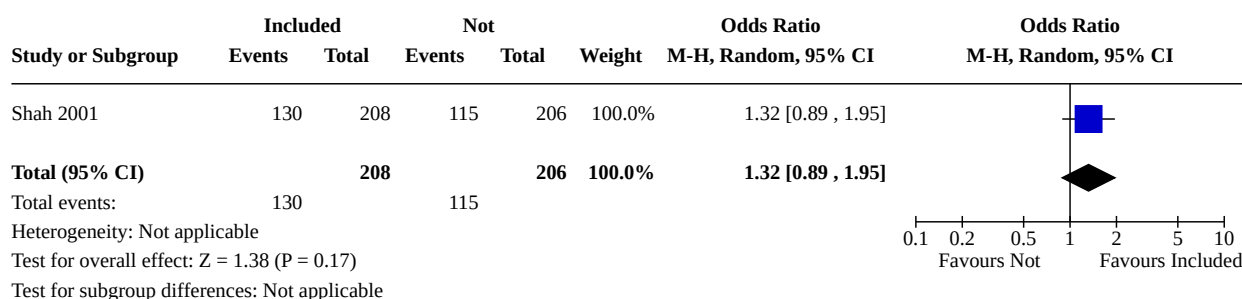 Included Not Odds Ratio Odds Ratio
Study or Subgroup Events Total Events Total Weight M-H, Random, 95% CI M-H, Random, 95% CI
Shah 2001 130 208 115 206 100.0% 1.32 [0.89 , 1.95]
Total (95% CI) 208 206 100.0% 1.32 [0.89 , 1.95]
Total events: 130 115
Heterogeneity: Not applicable 0.1 0.2 0.5 1 2 5 10
Test for overall effect: Z = 1.38 (P = 0.17) Favours Not Favours Included
Test for subgroup differences: Not applicable